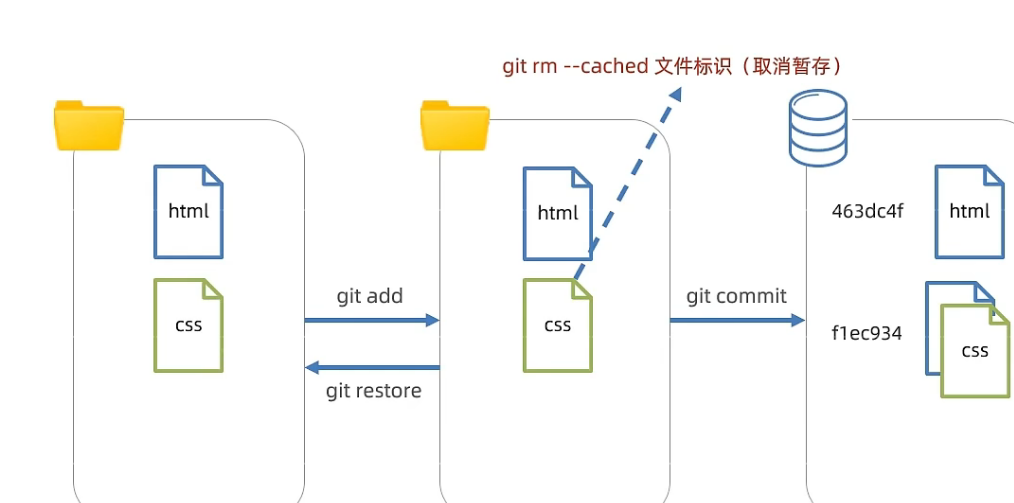 git rm --cached 文件标识（取消暂存）
html
html
463dc4f
html
git add
git commit
css
css
f1ec934
css
git restore